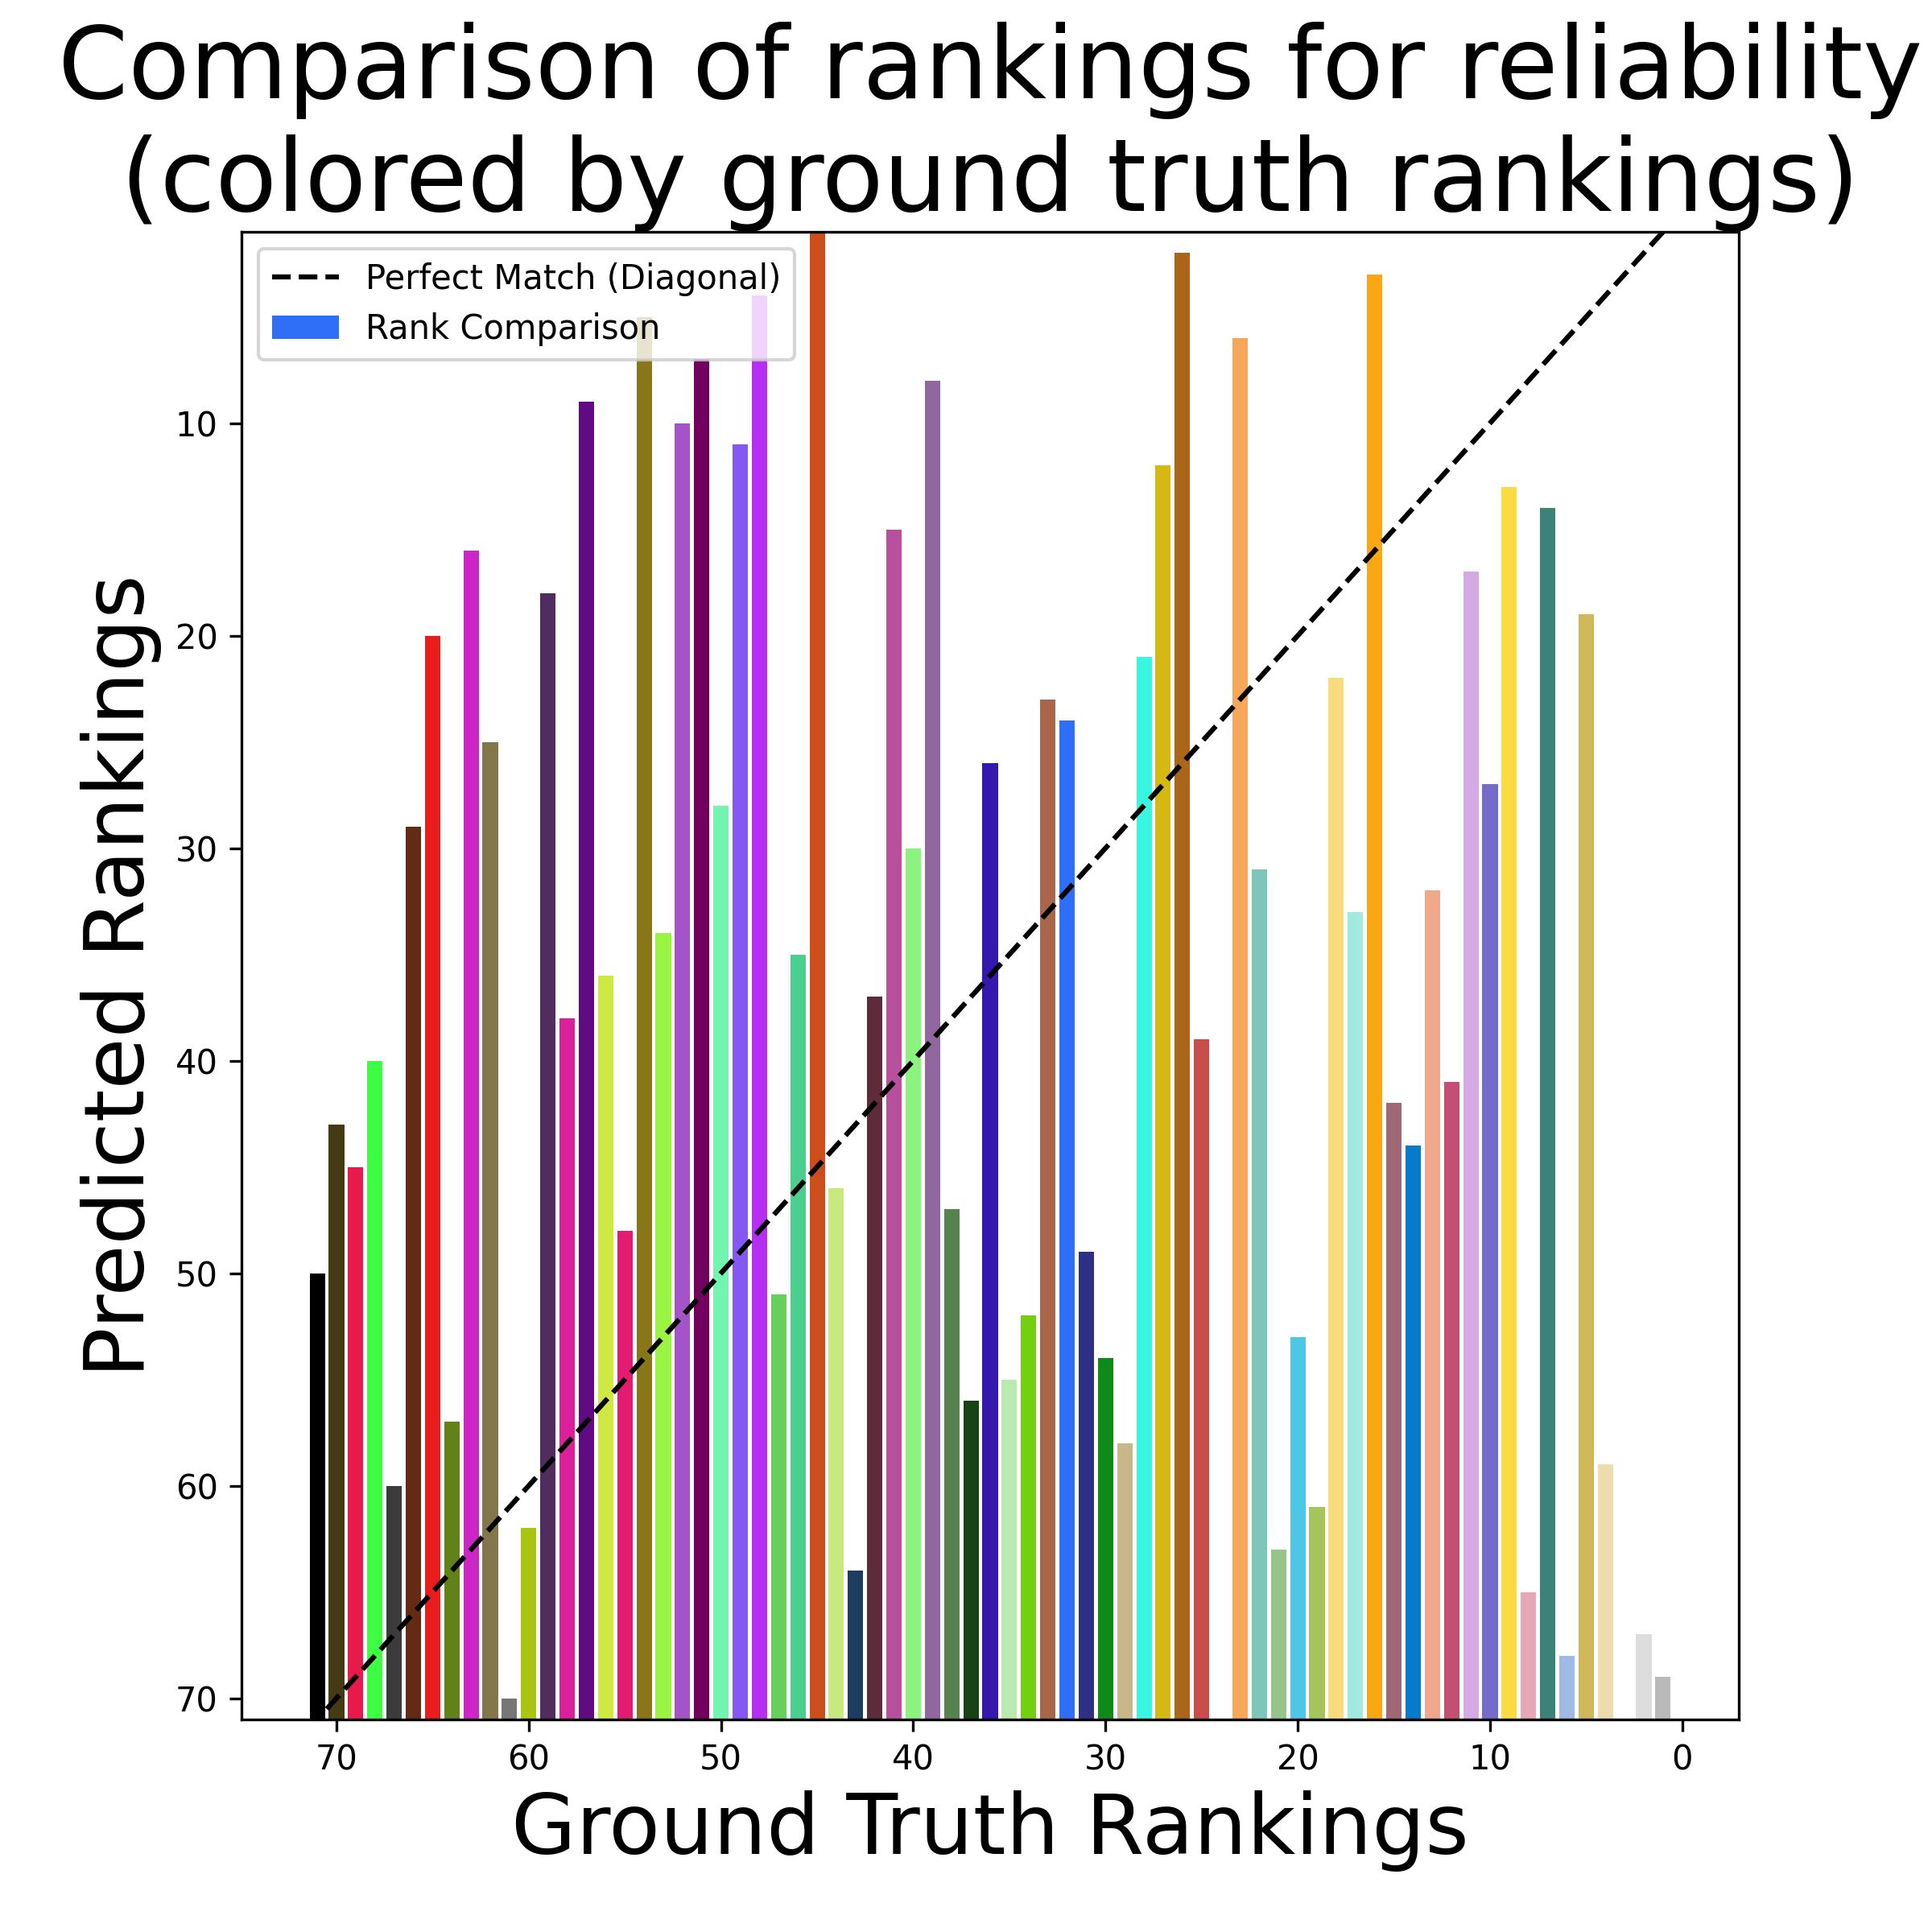 Comparison of rankings for reliability
(colored by ground truth rankings)
Perfect Match (Diagonal)
Rank Comparison
Predicted Rankings
10
20
30
40
50
60
70
70 60 50 40 30 20 10 0
Ground Truth Rankings